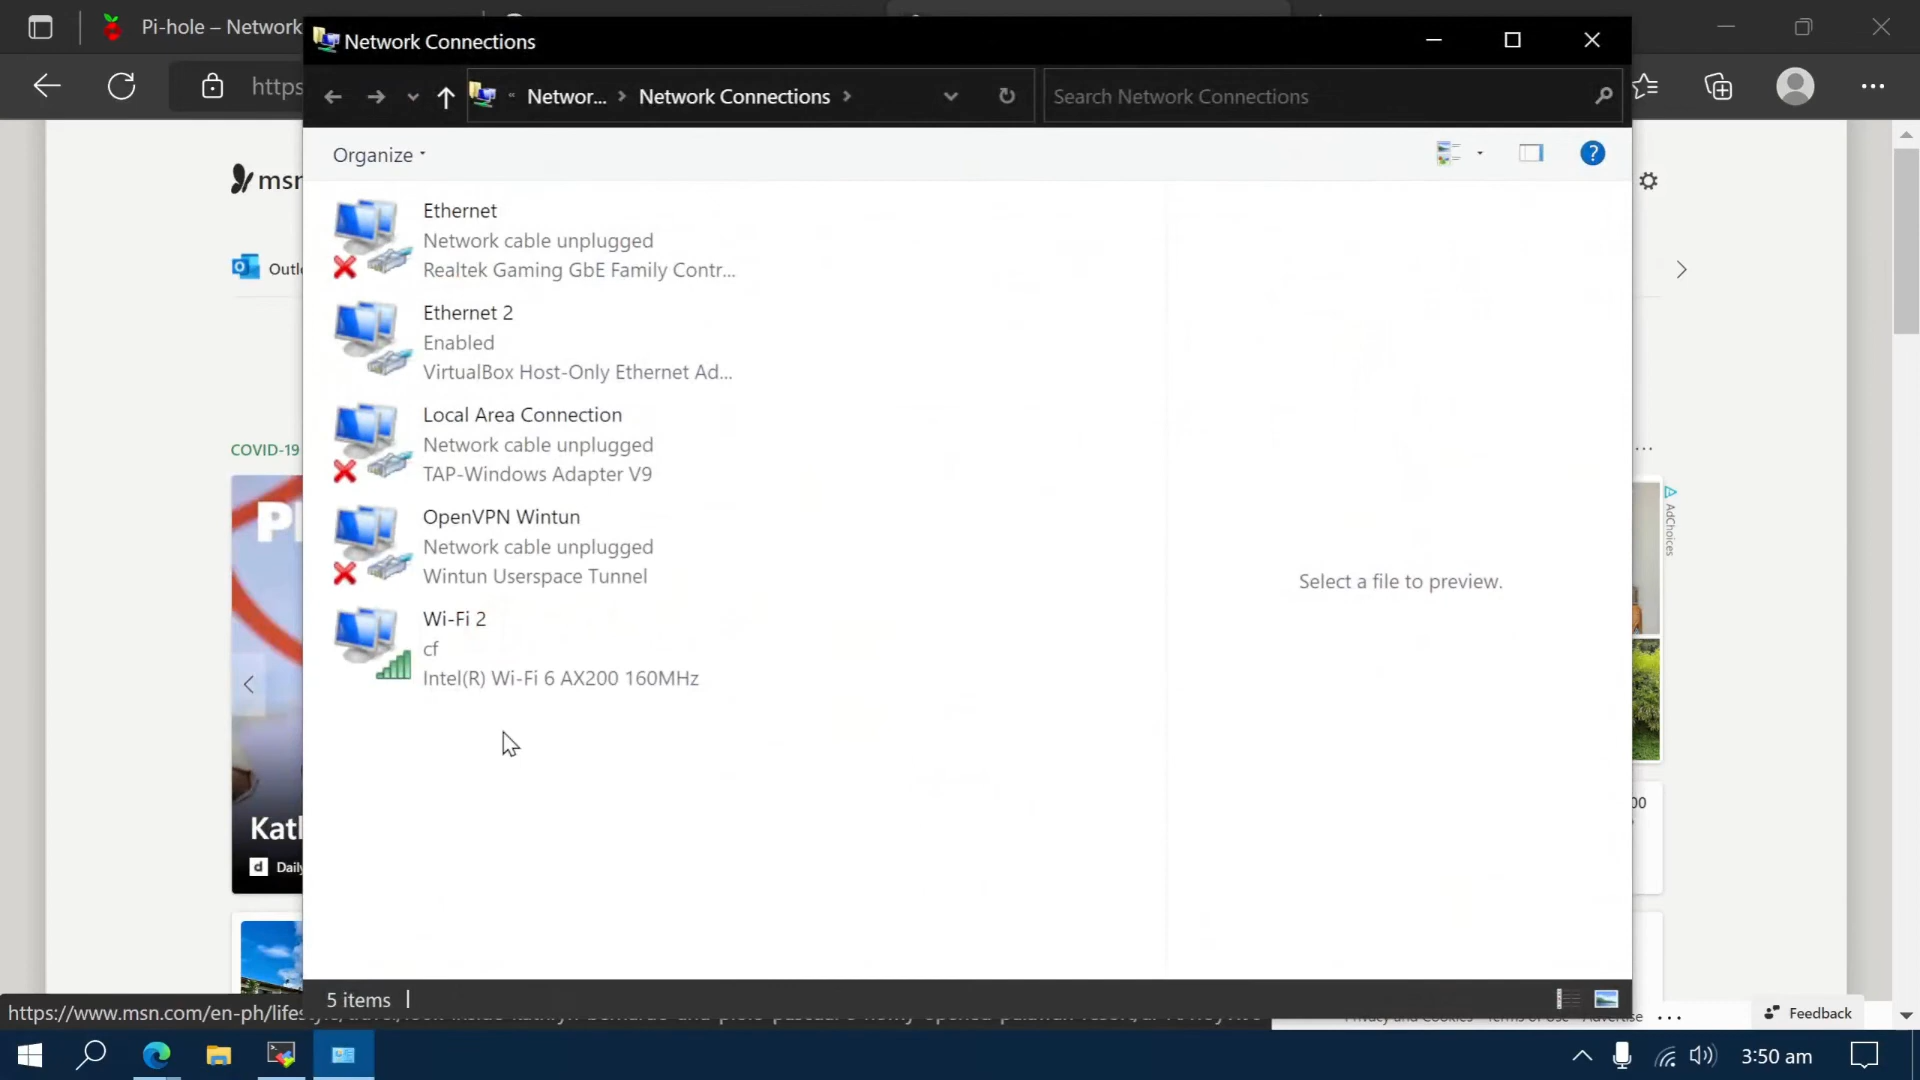 Pi-hole – Network
Network Connections
https
« Networ... > Network Connections >
Search Network Connections
Organize
?
msn
Outl
Ethernet
Network cable unplugged
Realtek Gaming GbE Family Contr...
Ethernet 2
Enabled
VirtualBox Host-Only Ethernet Ad...
Local Area Connection
Network cable unplugged
TAP-Windows Adapter V9
COVID-19
OpenVPN Wintun
Network cable unplugged
Wintun Userspace Tunnel
AdChoices
Select a file to preview.
Wi-Fi 2
cf
Intel(R) Wi-Fi 6 AX200 160MHz
00
Kath
d Daily
5 items
https://www.msn.com/en-ph/lifestyle/
Feedback
3:50 am